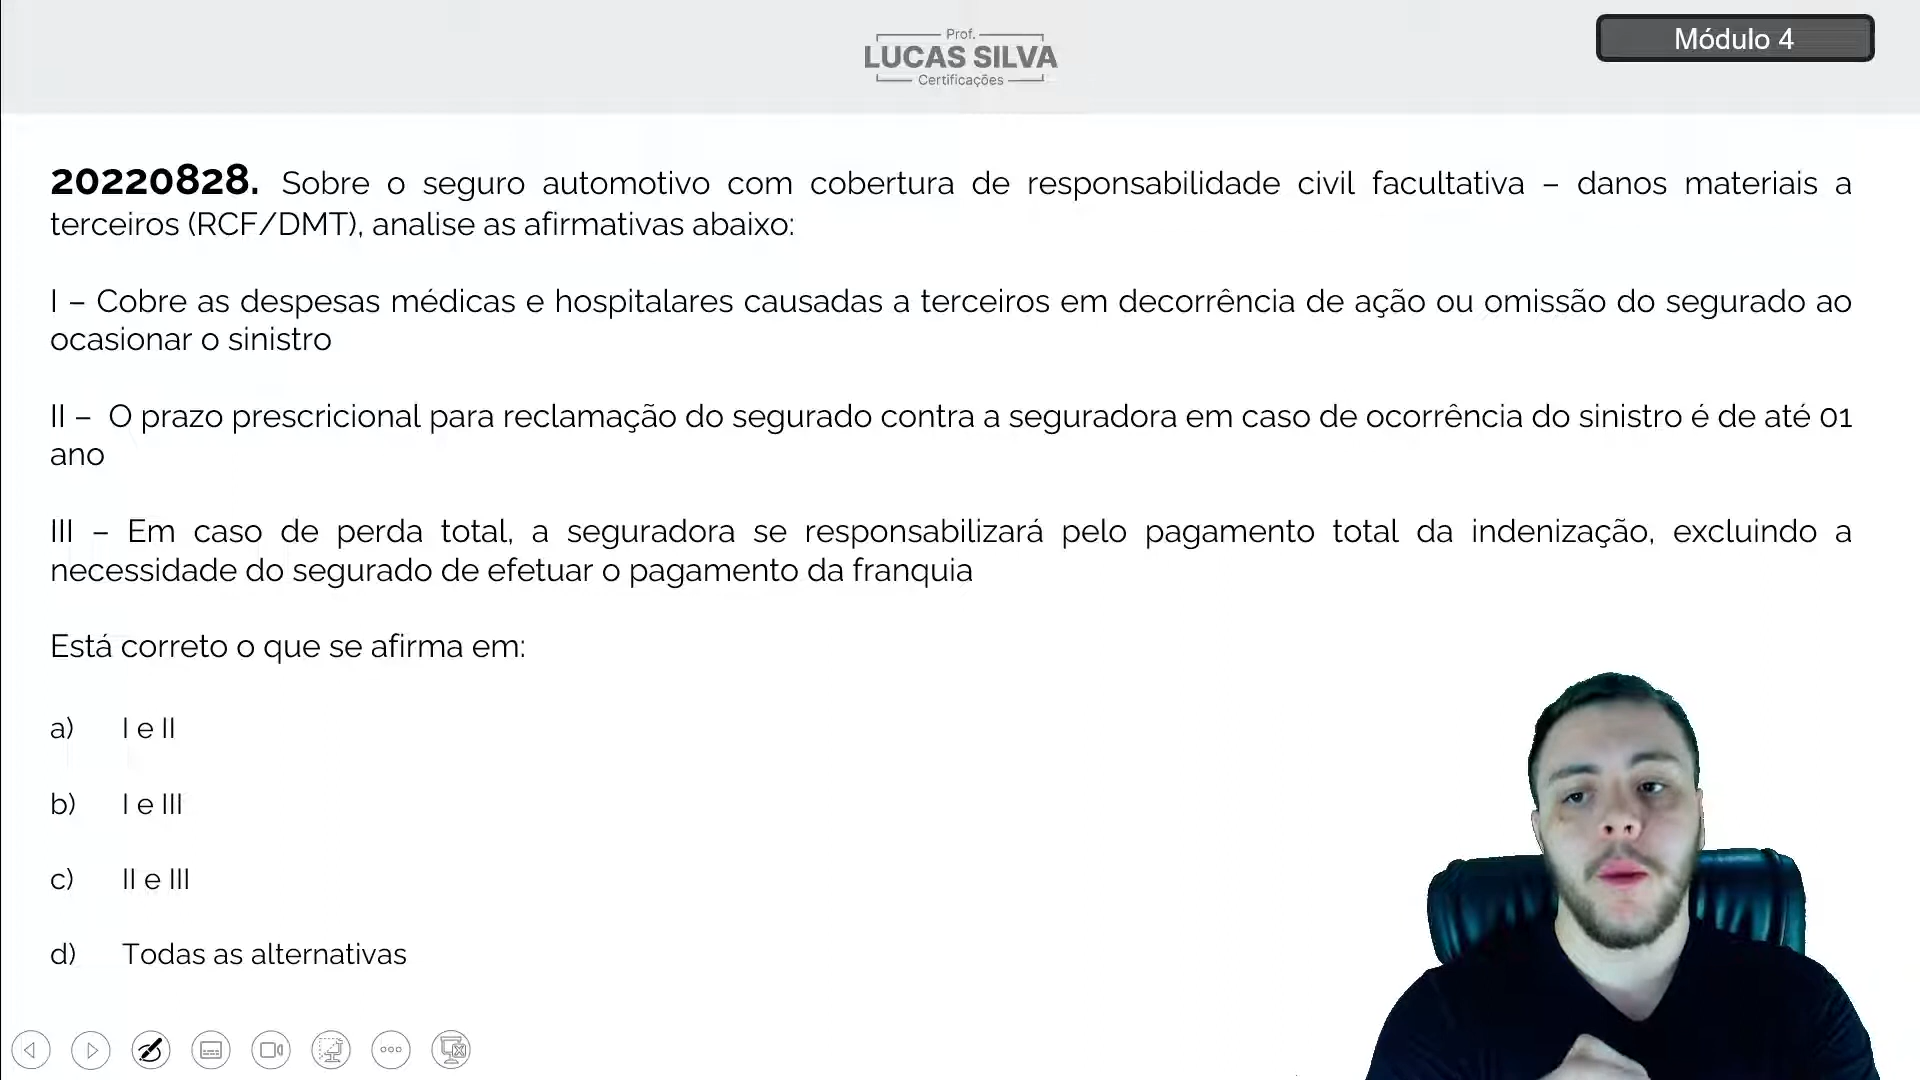 Prof.
LUCAS SILVA
Certificações
Módulo 4
20220828. Sobre o seguro automotivo com cobertura de responsabilidade civil facultativa – danos materiais a
terceiros (RCF/DMT), analise as afirmativas abaixo:
I – Cobre as despesas médicas e hospitalares causadas a terceiros em decorrência de ação ou omissão do segurado ao
ocasionar o sinistro
II – O prazo prescricional para reclamação do segurado contra a seguradora em caso de ocorrência do sinistro é de até 01
ano
III – Em caso de perda total, a seguradora se responsabilizará pelo pagamento total da indenização, excluindo a
necessidade do segurado de efetuar o pagamento da franquia
Está correto o que se afirma em:
a) I e II
b) I e III
c) II e III
d) Todas as alternativas